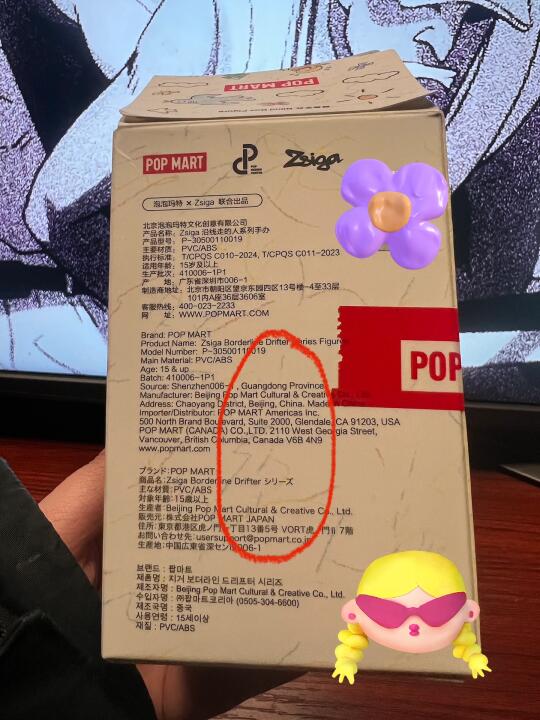 POP MART
POP MART
Zsiga
泡泡玛特 × Zsiga 联合出品
北京泡泡玛特文化创意有限公司
产品名称: Zsiga 沿线走的人系列手办
产品型号: P-30500110019
主要材质: PVC/ABS
执行标准: T/CPQS C010-2024, T/CPQS C011-2023
适用年龄: 15岁及以上
生产批次: 410006-1P1
产 地: 广东省深圳市006-1
制造商地址: 北京市朝阳区望京东园四区13号楼-4至33层
101内A座36层3606室
客服热线: 400-023-2233
网 址: WWW.POPMART.COM
Brand: POP MART
Product Name: Zsiga Borderline Drifter Series Figures
Model Number: P-30500110019
Main Material: PVC/ABS
Age: 15 & up
Batch: 410006-1P1
Source: Shenzhen006-1, Guangdong Province
Manufacturer: Beijing Pop Mart Cultural & Creative Co., Ltd.
Address: Chaoyang District, Beijing, China. Made in China
Importer/Distributor: POP MART Americas Inc.
500 North Brand Boulevard, Suite 2000, Glendale, CA 91203, USA
POP MART (CANADA) CO.,LTD. 2110 West Georgia Street,
Vancouver, British Columbia, Canada V6B 4N9
www.popmart.com
POP
ブランド: POP MART
商品名: Zsiga Borderline Drifter シリーズ
主な材質: PVC/ABS
対象年齢: 15歳以上
生産者: Beijing Pop Mart Cultural & Creative Co., Ltd.
販売元: 株式会社POP MART JAPAN
住所: 東京都港区虎ノ門一丁目13番5号 VORT虎ノ門Ⅱ 7階
お問い合わせ先: usersupport@popmart.co.jp
生産地: 中国広東省深セン006-1
브랜드 : 팝마트
제품명 : 지거 보더라인 드리프터 시리즈
제조자명 : Beijing Pop Mart Cultural & Creative Co., Ltd.
수입자명 : ㈜팝마트코리아 (0505-304-6600)
제조국명 : 중국
사용연령 : 15세이상
재질 : PVC/ABS